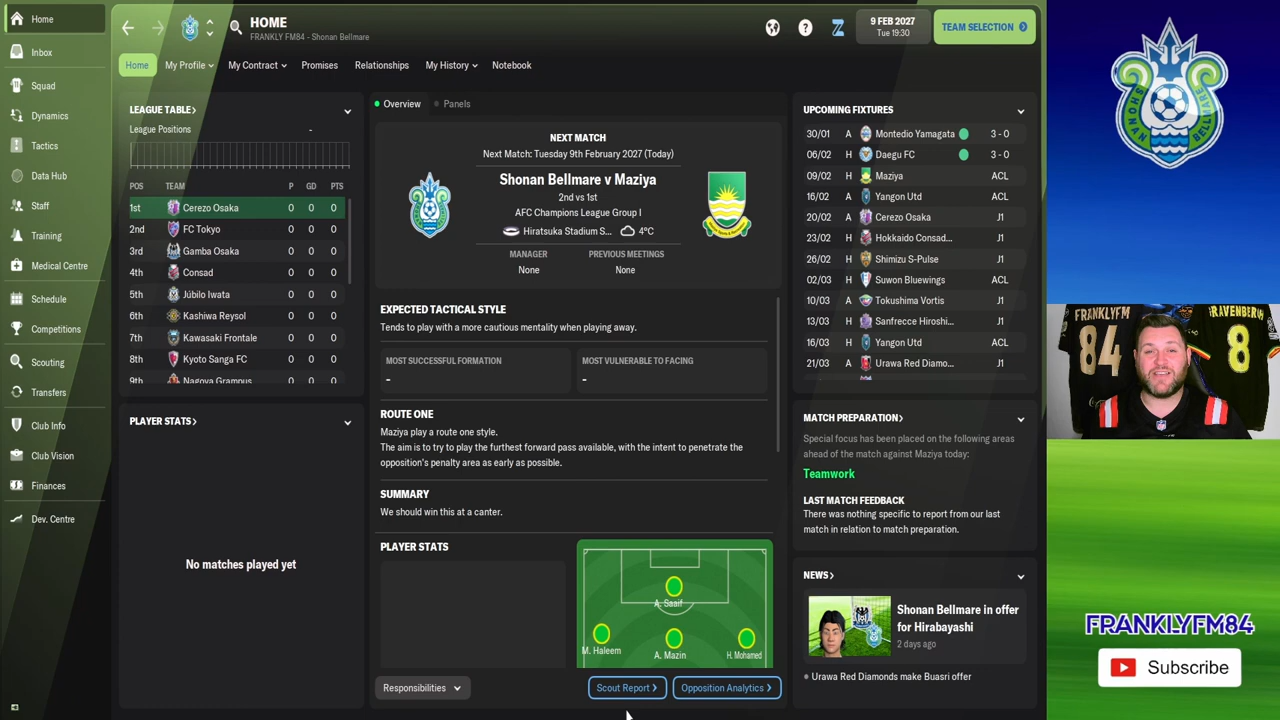 Home
Inbox
Squad
Dynamics
Tactics
Data Hub
Staff
Training
Medical Centre
Schedule
Competitions
Scouting
Transfers
Club Info
Club Vision
Finances
Dev. Centre
HOME
FRANKLY FM84 - Shonan Bellmare
?
9 FEB 2027
Tue 19:30
TEAM SELECTION
Home
My Profile
My Contract
Promises
Relationships
My History
Notebook
LEAGUE TABLE>
League Positions -
POS TEAM P GD PTS
1st Cerezo Osaka 0 0 0
2nd FC Tokyo 0 0 0
3rd Gamba Osaka 0 0 0
4th Consad 0 0 0
5th Júbilo Iwata 0 0 0
6th Kashiwa Reysol 0 0 0
7th Kawasaki Frontale 0 0 0
8th Kyoto Sanga FC 0 0 0
9th Nagoya Grampus 0 0 0
PLAYER STATS>
No matches played yet
Overview
Panels
NEXT MATCH
Next Match: Tuesday 9th February 2027 (Today)
Shonan Bellmare v Maziya
2nd vs 1st
AFC Champions League Group I
Hiratsuka Stadium S... 4°C
MANAGER PREVIOUS MEETINGS
None None
EXPECTED TACTICAL STYLE
Tends to play with a more cautious mentality when playing away.
MOST SUCCESSFUL FORMATION
-
MOST VULNERABLE TO FACING
-
ROUTE ONE
Maziya play a route one style.
The aim is to try to play the furthest forward pass available, with the intent to penetrate the
opposition's penalty area as early as possible.
SUMMARY
We should win this at a canter.
PLAYER STATS
A. Saaif
M. Haleem
A. Mazin
H. Mohamed
Responsibilities
Scout Report >
Opposition Analytics >
UPCOMING FIXTURES
30/01 A Montedio Yamagata 3 - 0
06/02 H Daegu FC 3 - 0
09/02 H Maziya ACL
16/02 A Yangon Utd ACL
20/02 A Cerezo Osaka J1
23/02 H Hokkaido Consad... J1
26/02 H Shimizu S-Pulse J1
02/03 H Suwon Bluewings ACL
10/03 A Tokushima Vortis J1
13/03 H Sanfrecce Hiroshi... J1
16/03 H Yangon Utd ACL
21/03 A Urawa Red Diamo... J1
MATCH PREPARATION>
Special focus has been placed on the following areas
ahead of the match against Maziya today:
Teamwork
LAST MATCH FEEDBACK
There was nothing specific to report from our last
match in relation to match preparation.
NEWS>
Shonan Bellmare in offer
for Hirabayashi
2 days ago
Urawa Red Diamonds make Buasri offer
SHONAN BELLMARE
FRANKLYFM
84
RAVENBERCH
8
FRANKLYFM84
Subscribe